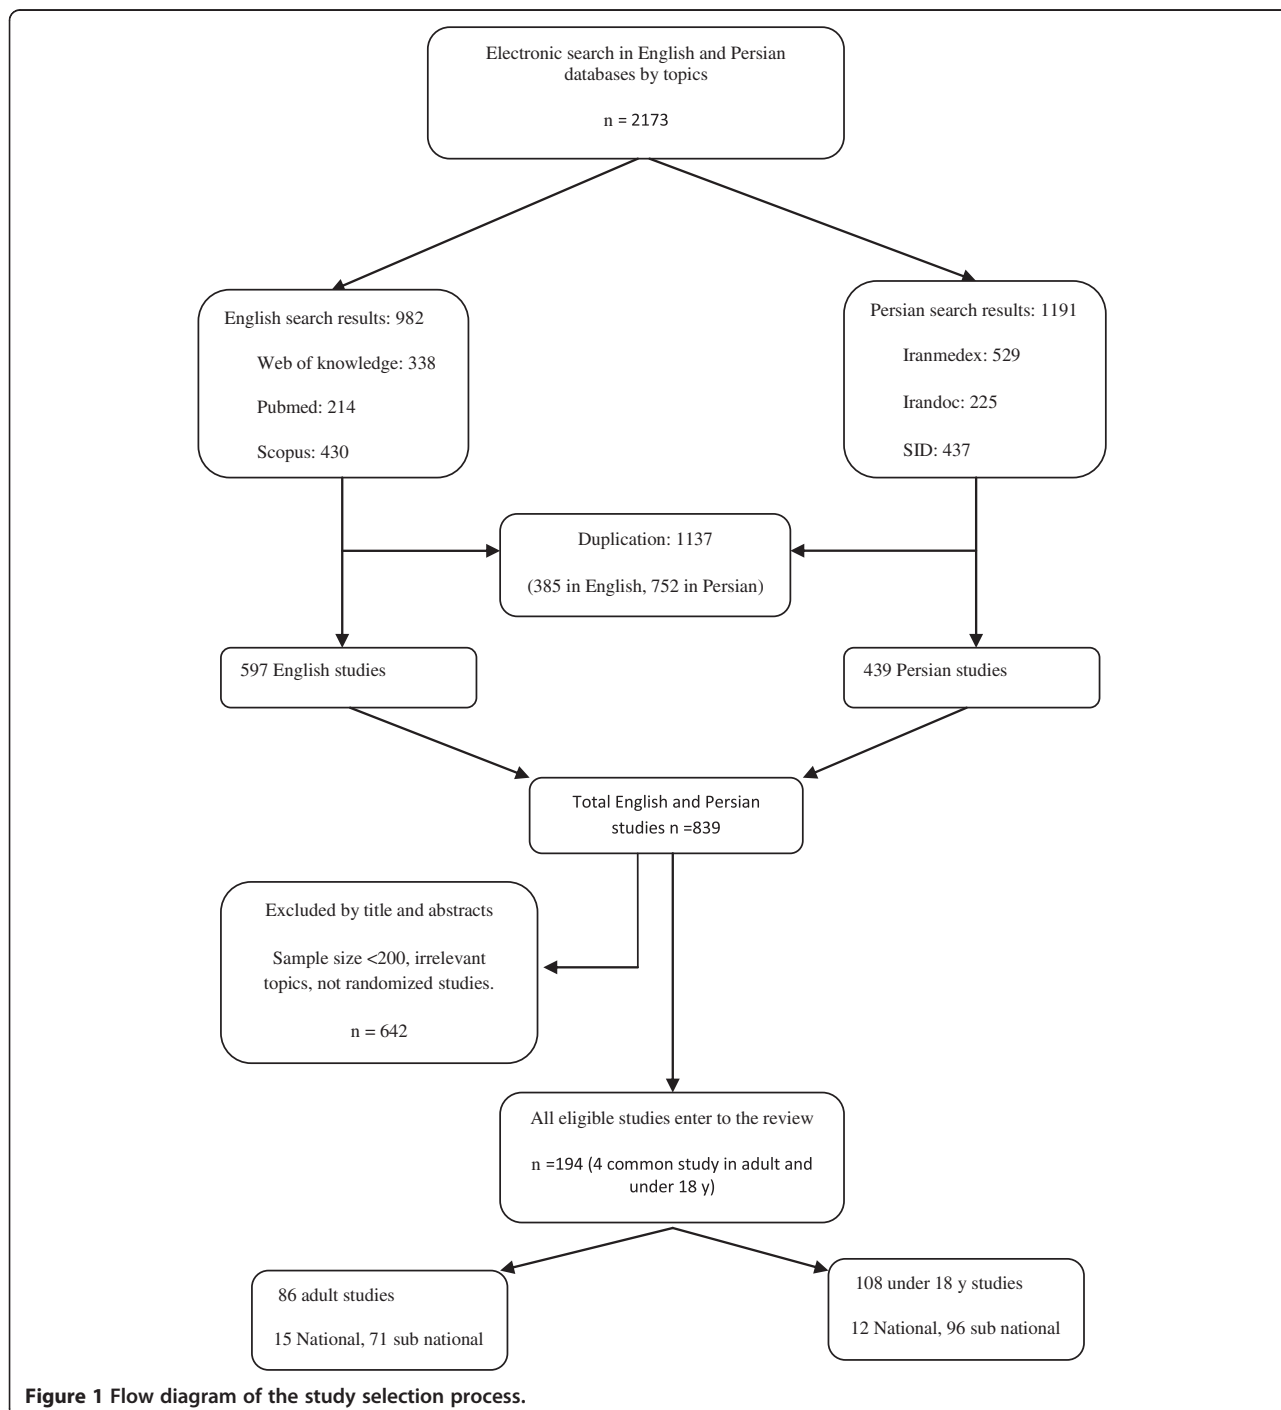 Electronic search in English and Persian
databases by topics
n = 2173
English search results: 982
Web of knowledge: 338
Pubmed: 214
Scopus: 430
Persian search results: 1191
Iranmedex: 529
Irandoc: 225
SID: 437
Duplication: 1137
(385 in English, 752 in Persian)
597 English studies
439 Persian studies
Total English and Persian
studies n =839
Excluded by title and abstracts
Sample size <200, irrelevant
topics, not randomized studies.
n = 642
All eligible studies enter to the review
n =194 (4 common study in adult and
under 18 y)
86 adult studies
15 National, 71 sub national
108 under 18 y studies
12 National, 96 sub national
Figure 1 Flow diagram of the study selection process.